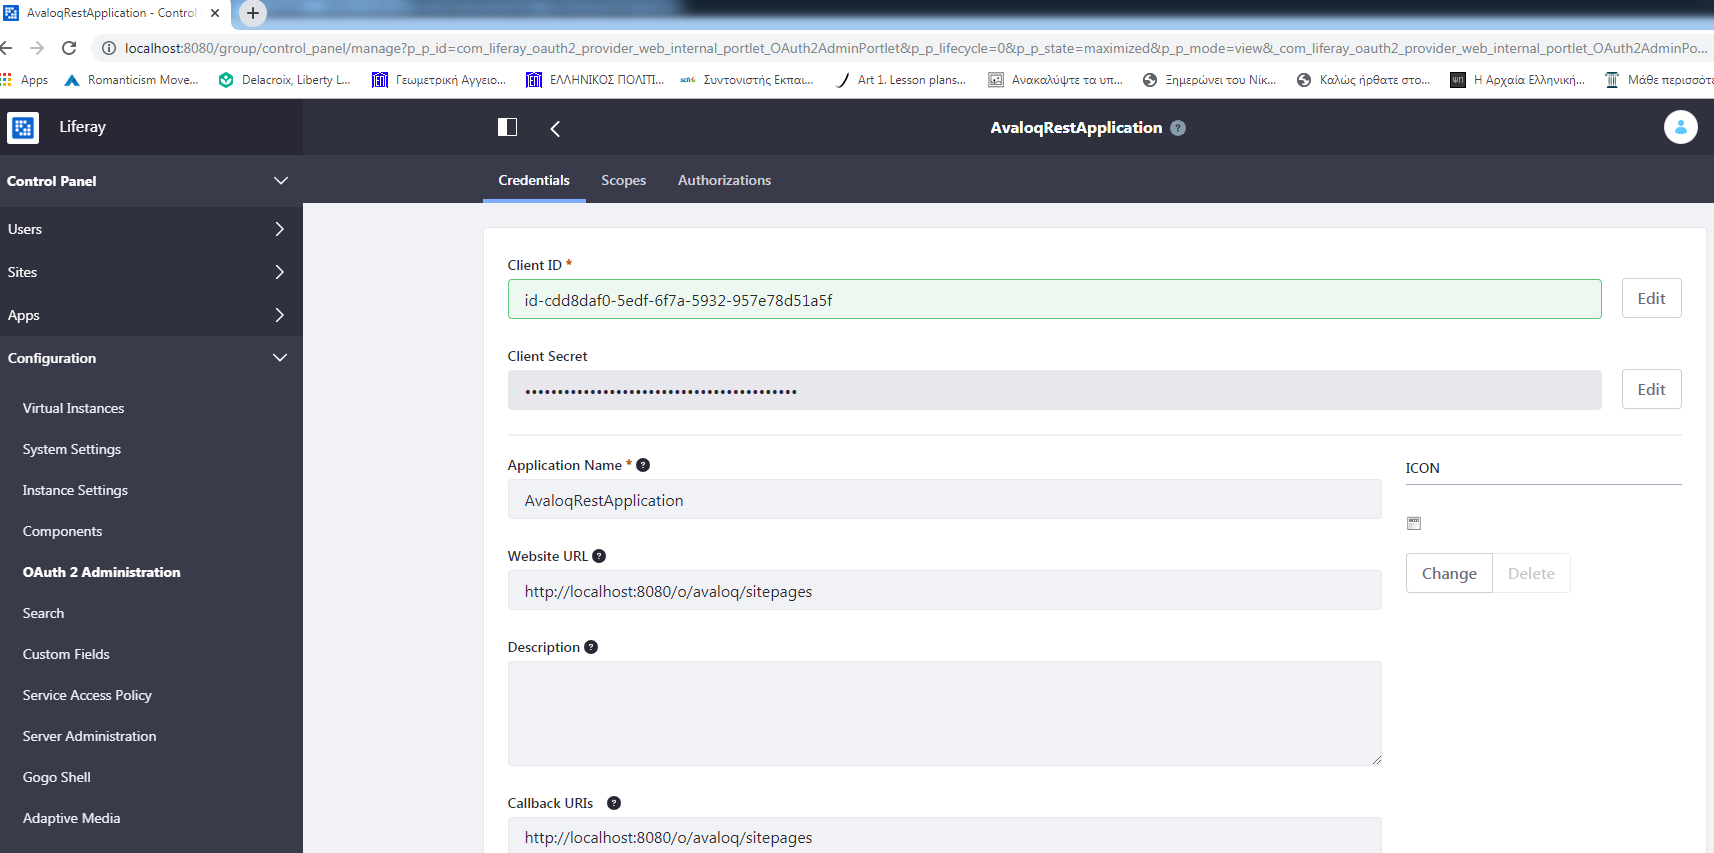 AvaloqRestApplication - Control
localhost:8080/group/control_panel/manage?p_p_id=com_liferay_oauth2_provider_web_internal_portlet_OAuth2AdminPortlet&p_p_lifecycle=0&p_p_state=maximized&p_p_mode=view&_com_liferay_oauth2_provider_web_internal_portlet_OAuth2AdminPo...
Apps Romanticism Move... Delacroix, Liberty L... Γεωμετρική Αγγειο... ΕΛΛΗΝΙΚΟΣ ΠΟΛΙΤΙ... Συντονιστής Εκπαι... Art 1. Lesson plans... Ανακαλύψτε τα υπ... Ξημερώνει του Νίκ... Καλώς ήρθατε στο... Η Αρχαία Ελληνική... Μάθε περισσότ
Liferay
AvaloqRestApplication ?
Control Panel
Credentials Scopes Authorizations
Users
Sites
Apps
Configuration
Virtual Instances
System Settings
Instance Settings
Components
OAuth 2 Administration
Search
Custom Fields
Service Access Policy
Server Administration
Gogo Shell
Adaptive Media
Client ID *
id-cdd8daf0-5edf-6f7a-5932-957e78d51a5f
Edit
Client Secret
Edit
Application Name * ?
AvaloqRestApplication
ICON
Change Delete
Website URL ?
http://localhost:8080/o/avaloq/sitepages
Description ?
Callback URIs ?
http://localhost:8080/o/avaloq/sitepages